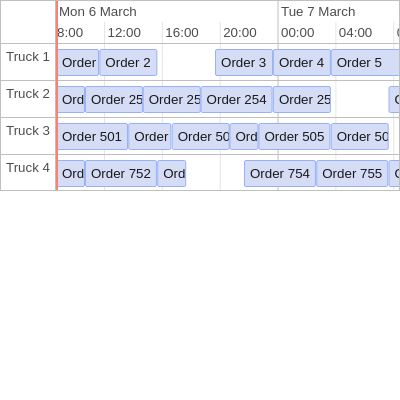 Mon 6 March Tue 7 March
8:00 12:00 16:00 20:00 00:00 04:00
Truck 1 Order Order 2 Order 3 Order 4 Order 5
Truck 2 Ord Order 25 Order 25 Order 254 Order 25
Truck 3 Order 501 Order Order 50 Ord Order 505 Order 50
Truck 4 Ord Order 752 Ord Order 754 Order 755